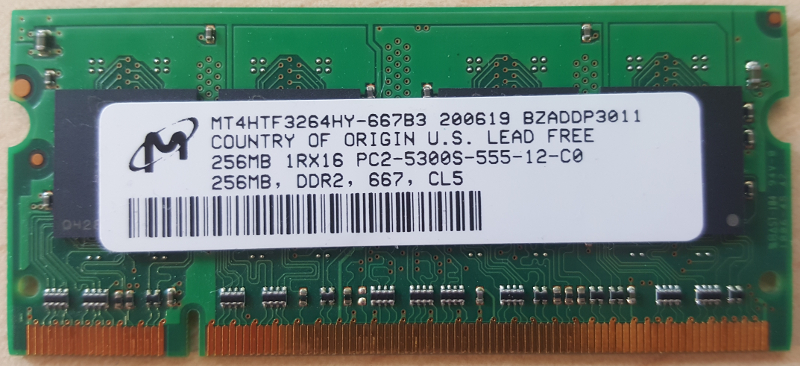 MT4HTF3264HY-667B3 200619 BZADDP3011
COUNTRY OF ORIGIN U.S. LEAD FREE
256MB 1RX16 PC2-5300S-555-12-C0
256MB, DDR2, 667, CL5